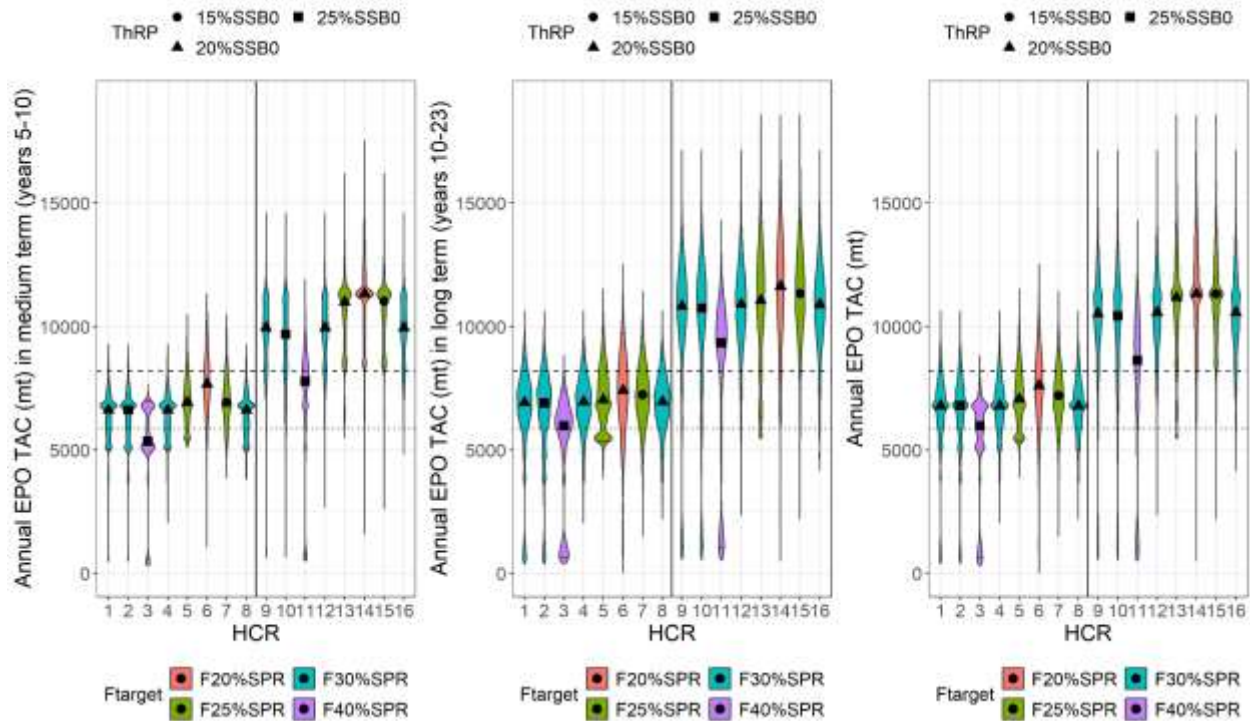 ThRP ● 15%SSB0 ■ 25%SSB0
▲ 20%SSB0
Annual EPO TAC (mt) in medium term (years 5-10)
15000
10000
5000
0
1 2 3 4 5 6 7 8 9 10 11 12 13 14 15 16
HCR
Ftarget F20%SPR F30%SPR
F25%SPR F40%SPR
ThRP ● 15%SSB0 ■ 25%SSB0
▲ 20%SSB0
Annual EPO TAC (mt) in long term (years 10-23)
15000
10000
5000
0
1 2 3 4 5 6 7 8 9 10 11 12 13 14 15 16
HCR
Ftarget F20%SPR F30%SPR
F25%SPR F40%SPR
ThRP ● 15%SSB0 ■ 25%SSB0
▲ 20%SSB0
Annual EPO TAC (mt)
15000
10000
5000
0
1 2 3 4 5 6 7 8 9 10 11 12 13 14 15 16
HCR
Ftarget F20%SPR F30%SPR
F25%SPR F40%SPR